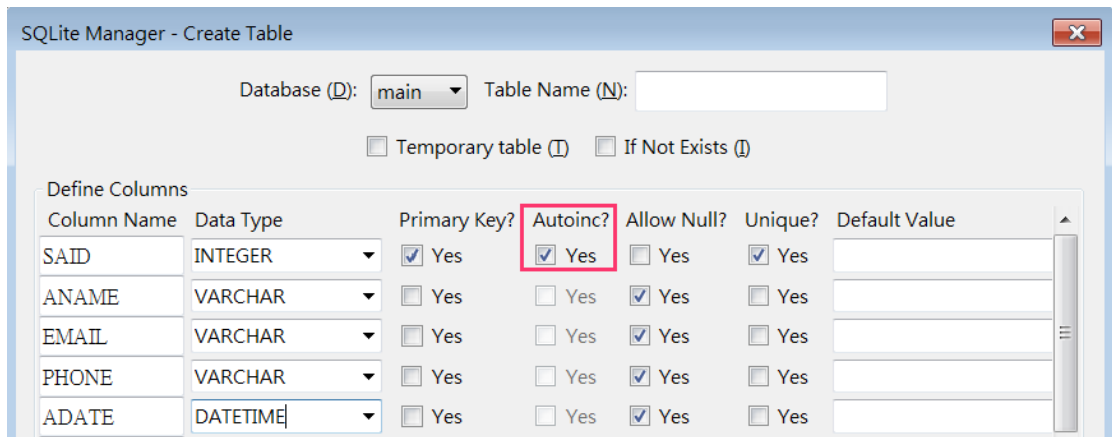 SQLite Manager - Create Table
Database (D): main Table Name (N):
Temporary table (T) If Not Exists (I)
Define Columns
Column Name Data Type Primary Key? Autoinc? Allow Null? Unique? Default Value
SAID INTEGER Yes Yes Yes Yes
ANAME VARCHAR Yes Yes Yes Yes
EMAIL VARCHAR Yes Yes Yes Yes
PHONE VARCHAR Yes Yes Yes Yes
ADATE DATETIME Yes Yes Yes Yes